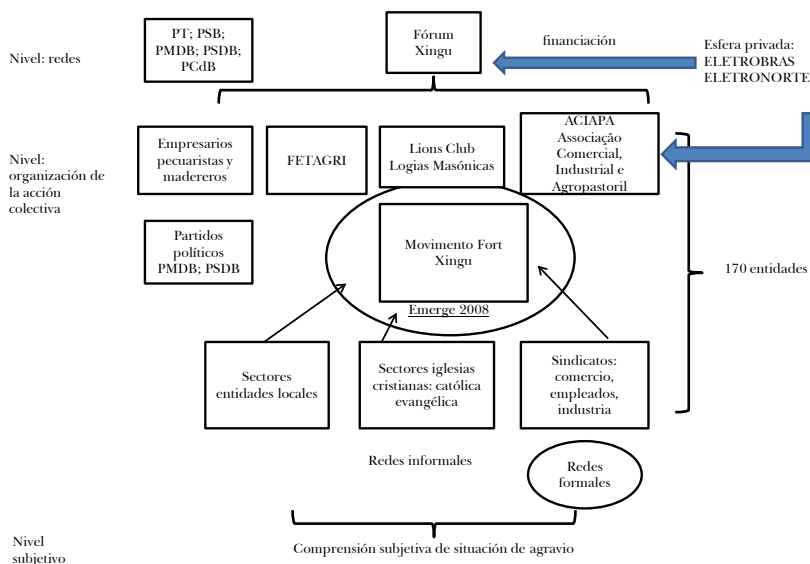 PT; PSB;
PMDB; PSDB;
PCdB
Fórum
Xingu
financiación
Esfera privada:
ELETROBRAS
ELETRONORTE
Nivel: redes
Nivel:
organización de
la acción
colectiva
Empresarios
pecuaristas y
madereros
FETAGRI
Lions Club
Logias Masónicas
ACIAPA
Associação
Comercial,
Industrial e
Agropastoril
Partidos
políticos
PMDB; PSDB
Movimento Fort
Xingu
Emerge 2008
170 entidades
Sectores
entidades locales
Sectores iglesias
cristianas: católica
evangélica
Sindicatos:
comercio,
empleados,
industria
Redes informales
Redes
formales
Nivel
subjetivo
Comprensión subjetiva de situación de agravio